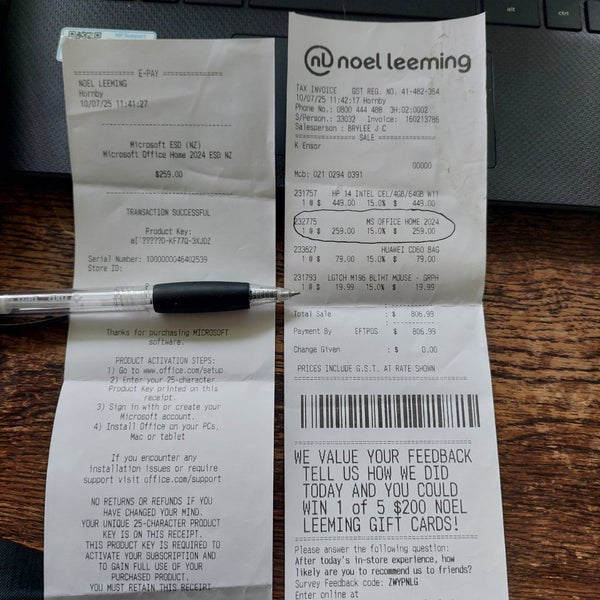 HP Support
alt
ctrl
E-PAY
NOEL LEEMING
Hornby
10/07/25 11:41:27
Microsoft ESD (NZ)
Microsoft Office Home 2024 ESD NZ
$259.00
TRANSACTION SUCCESSFUL
Product Key:
a[`?????D-KF77Q-3XJDZ
Serial Number: 1000000046402539
Store ID:
Thanks for purchasing MICROSOFT
software.
PRODUCT ACTIVATION STEPS:
1) Go to www.office.com/setup
2) Enter your 25-character
Product Key printed on this
receipt.
3) Sign in with or create your
Microsoft account.
4) Install Office on your PCs,
Mac or tablet
If you encounter any
installation issues or require
support visit office.com/support
NO RETURNS OR REFUNDS IF YOU
HAVE CHANGED YOUR MIND.
YOUR UNIQUE 25-CHARACTER PRODUCT
KEY IS ON THIS RECEIPT.
THIS PRODUCT KEY IS REQUIRED TO
ACTIVATE YOUR SUBSCRIPTION AND
TO GAIN FULL USE OF YOUR
PURCHASED PRODUCT.
YOU MUST RETAIN THIS RECEIPT
nl noel leeming
TAX INVOICE GST REG. NO. 41-482-354
10/07/25 11:42:17 Hornby
Phone No.: 0800 444 488 3H:02:0002
S/Person.: 33032 Invoice: 160213786
Salesperson : BRYLEE J C
SALE
K Ensor
00000
Mob: 021 0294 0391
231757 HP 14 INTEL CEL/4GB/64GB W11
1 @ $ 449.00 15.0% $ 449.00
232775 MS OFFICE HOME 2024
1 @ $ 259.00 15.0% $ 259.00
233627 HUAWEI CD60 BAG
1 @ $ 79.00 15.0% $ 79.00
231793 LGTCH M196 BLTHT MOUSE - GRPH
1 @ $ 19.99 15.0% $ 19.99
Total Sale : $ 806.99
Payment By EFTPOS : $ 806.99
Change Given : $ 0.00
PRICES INCLUDE G.S.T. AT RATE SHOWN
WE VALUE YOUR FEEDBACK
TELL US HOW WE DID
TODAY AND YOU COULD
WIN 1 of 5 $200 NOEL
LEEMING GIFT CARDS!
Please answer the following question:
After today's in-store experience, how
likely are you to recommend us to friends?
Survey Feedback code: ZWYPNLG
Enter online at